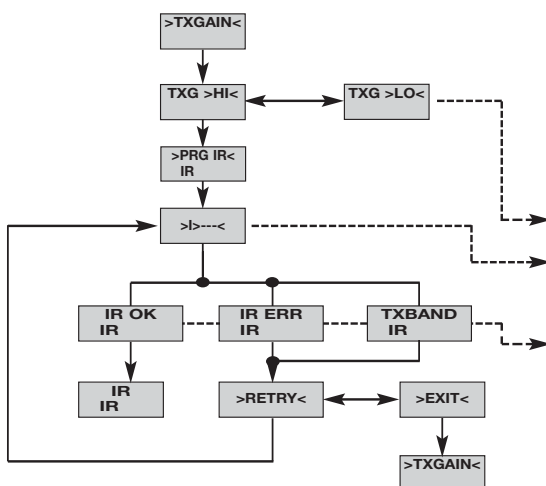 >TXGAIN<
TXG >HI<
TXG >LO<
>PRG IR<
IR
>I>---<
IR OK
IR
IR ERR
IR
TXBAND
IR
IR
IR
>RETRY<
>EXIT<
>TXGAIN<